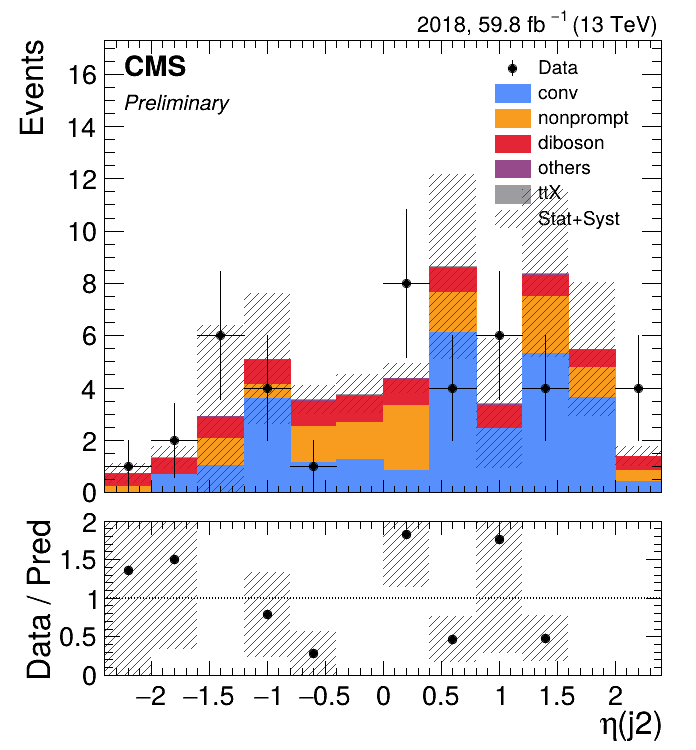 2018, 59.8 fb⁻¹ (13 TeV)
Events
CMS
Preliminary
Data
conv
nonprompt
diboson
others
ttX
Stat+Syst
16
14
12
10
8
6
4
2
0
Data / Pred
2
1.5
1
0.5
0
−2 −1.5 −1 −0.5 0 0.5 1 1.5 2
η(j2)